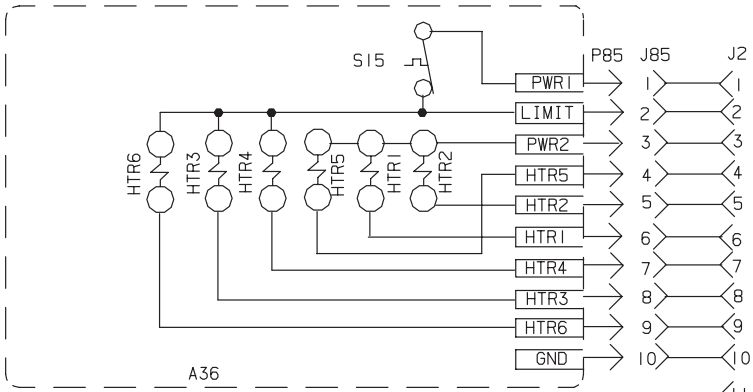 S15 P85 J85 J2
PWR1 1 1
LIMIT 2 2
PWR2 3 3
HTR6 HTR3 HTR4 HTR5 HTR1 HTR2
HTR5 4 4
HTR2 5 5
HTR1 6 6
HTR4 7 7
HTR3 8 8
HTR6 9 9
GND 10 10
A36